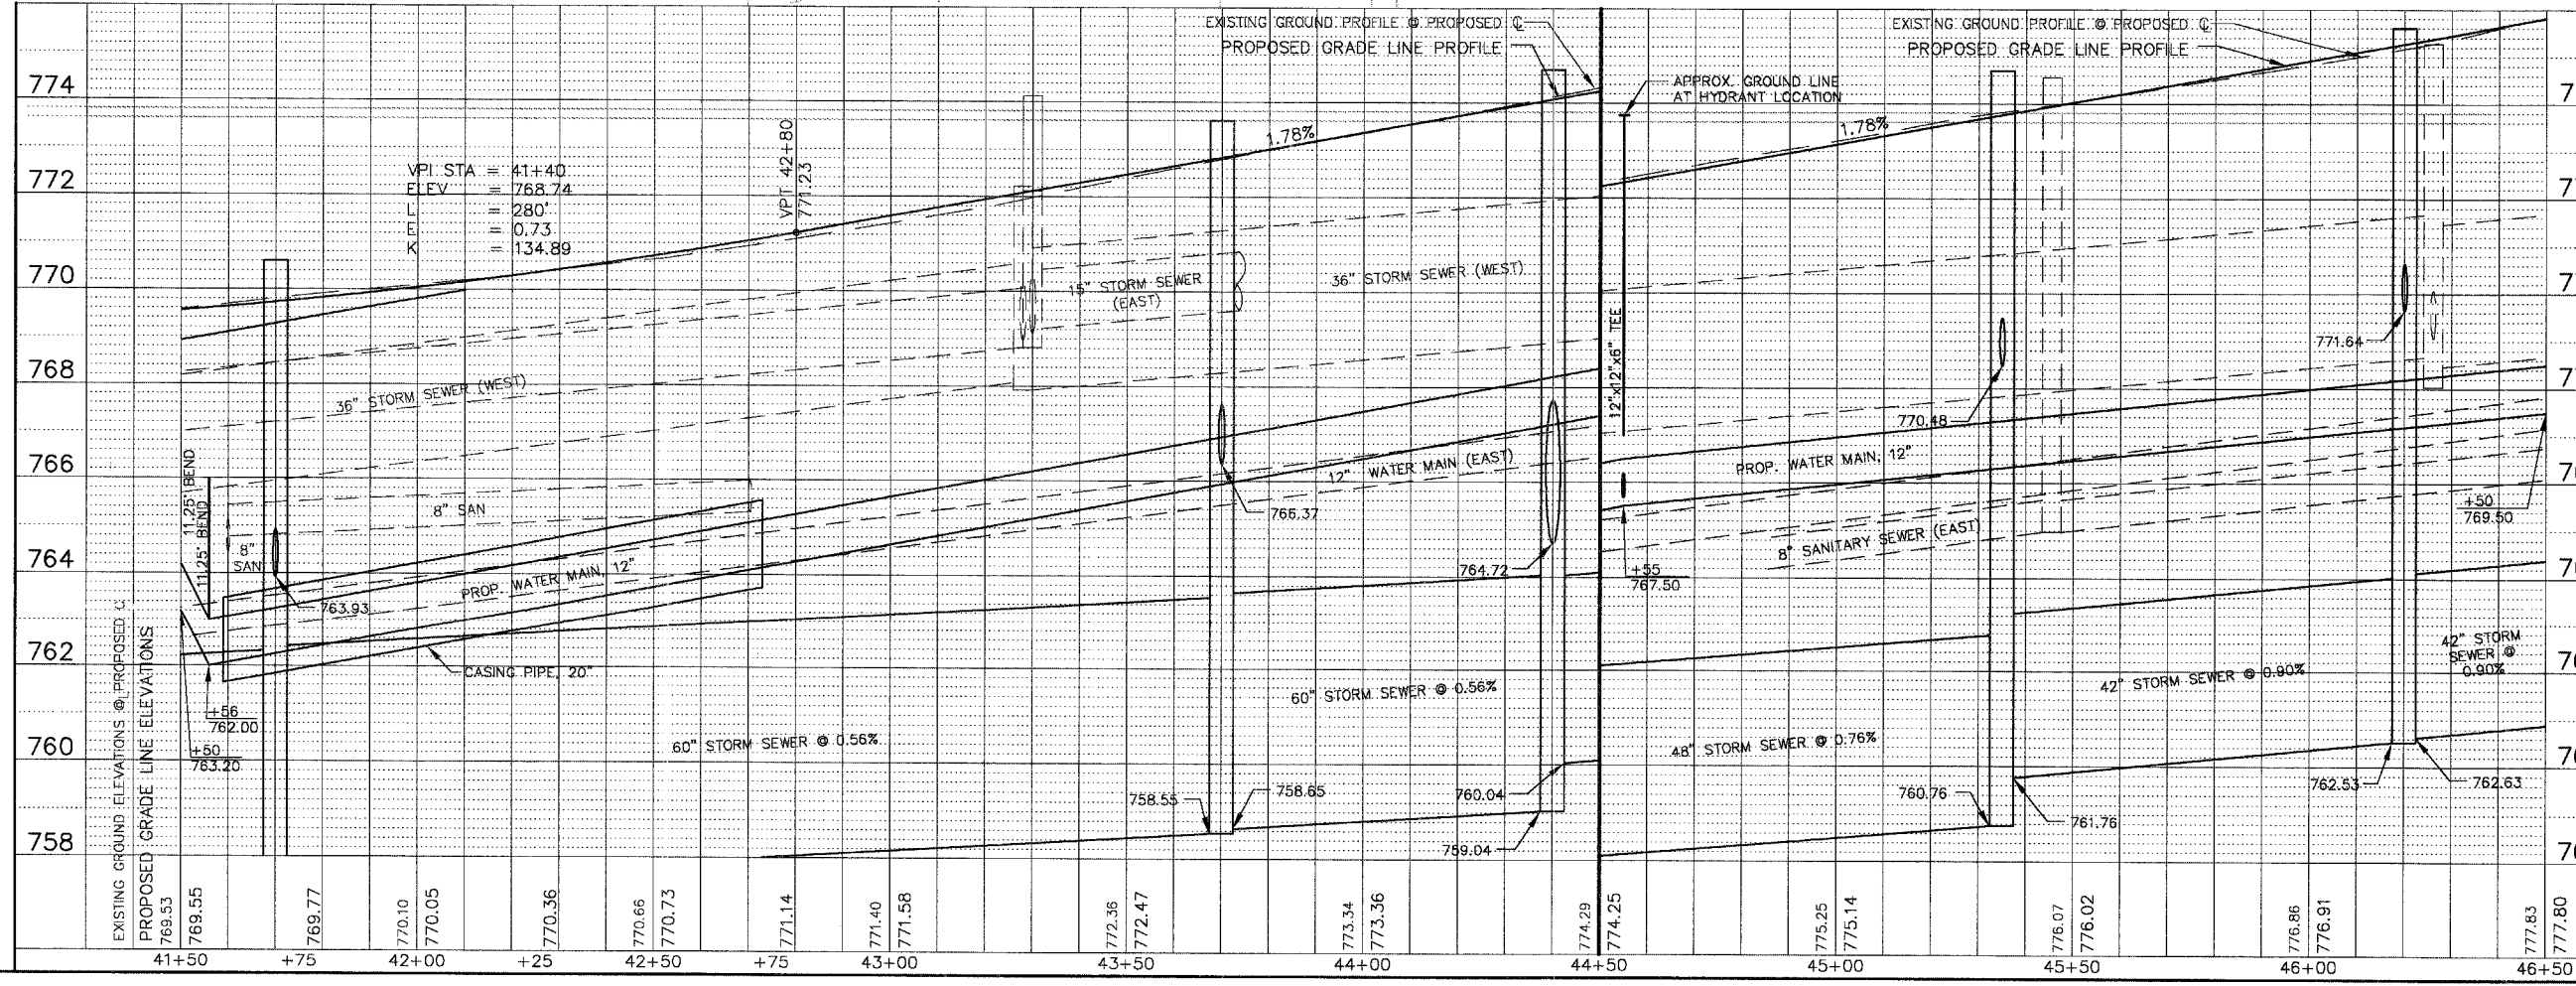 EXISTING GROUND PROFILE @ PROPOSED ℄
PROPOSED GRADE LINE PROFILE
EXISTING GROUND PROFILE @ PROPOSED ℄
PROPOSED GRADE LINE PROFILE
APPROX. GROUND LINE
AT HYDRANT LOCATION
774
772
770
768
766
764
762
760
758
VPI STA = 41+40
ELEV = 768.74
L = 280'
E = 0.73
K = 134.89
VPT 42+80
771.23
1.78%
1.78%
15" STORM SEWER
(EAST)
36" STORM SEWER (WEST)
36" STORM SEWER (WEST)
12"x12"x6" TEE
771.64
770.48
11.25° BEND
11.25° BEND
8" SAN
8"
SAN
763.93
PROP. WATER MAIN, 12"
CASING PIPE, 20"
12" WATER MAIN (EAST)
766.37
764.72
PROP. WATER MAIN, 12"
8" SANITARY SEWER (EAST)
+55
767.50
+50
769.50
+56
762.00
+50
763.20
60" STORM SEWER @ 0.56%
60" STORM SEWER @ 0.56%
48" STORM SEWER @ 0.76%
42" STORM SEWER @ 0.90%
42" STORM
SEWER @
0.90%
758.55
758.65
760.04
759.04
760.76
761.76
762.53
762.63
EXISTING GROUND ELEVATIONS @ PROPOSED ℄
PROPOSED GRADE LINE ELEVATIONS
769.53
769.55
769.77
770.10
770.05
770.36
770.66
770.73
771.14
771.40
771.58
772.36
772.47
773.34
773.36
774.29
774.25
775.25
775.14
776.07
776.02
776.86
776.91
777.83
777.80
41+50
+75
42+00
+25
42+50
+75
43+00
43+50
44+00
44+50
45+00
45+50
46+00
46+50